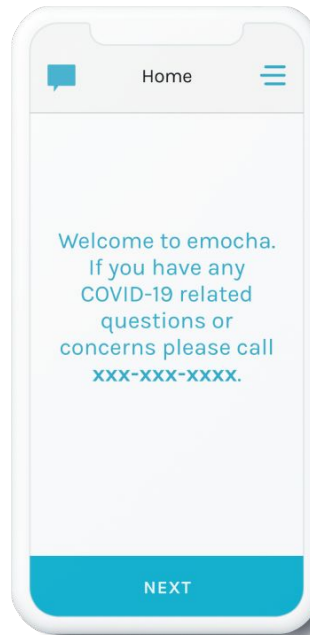 Home
Welcome to emocha.
If you have any
COVID-19 related
questions or
concerns please call
xxx-xxx-xxxx.
NEXT